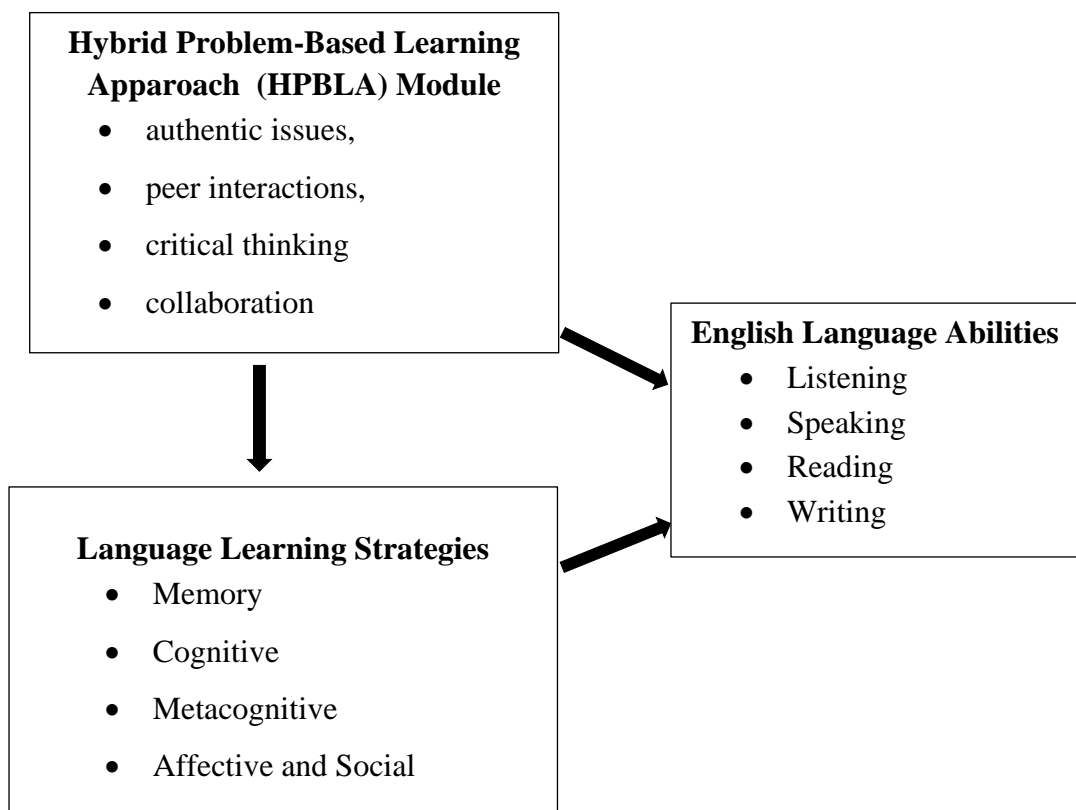 Hybrid Problem-Based Learning
Apparoach (HPBLA) Module
• authentic issues,
• peer interactions,
• critical thinking
• collaboration
English Language Abilities
• Listening
• Speaking
• Reading
• Writing
Language Learning Strategies
• Memory
• Cognitive
• Metacognitive
• Affective and Social